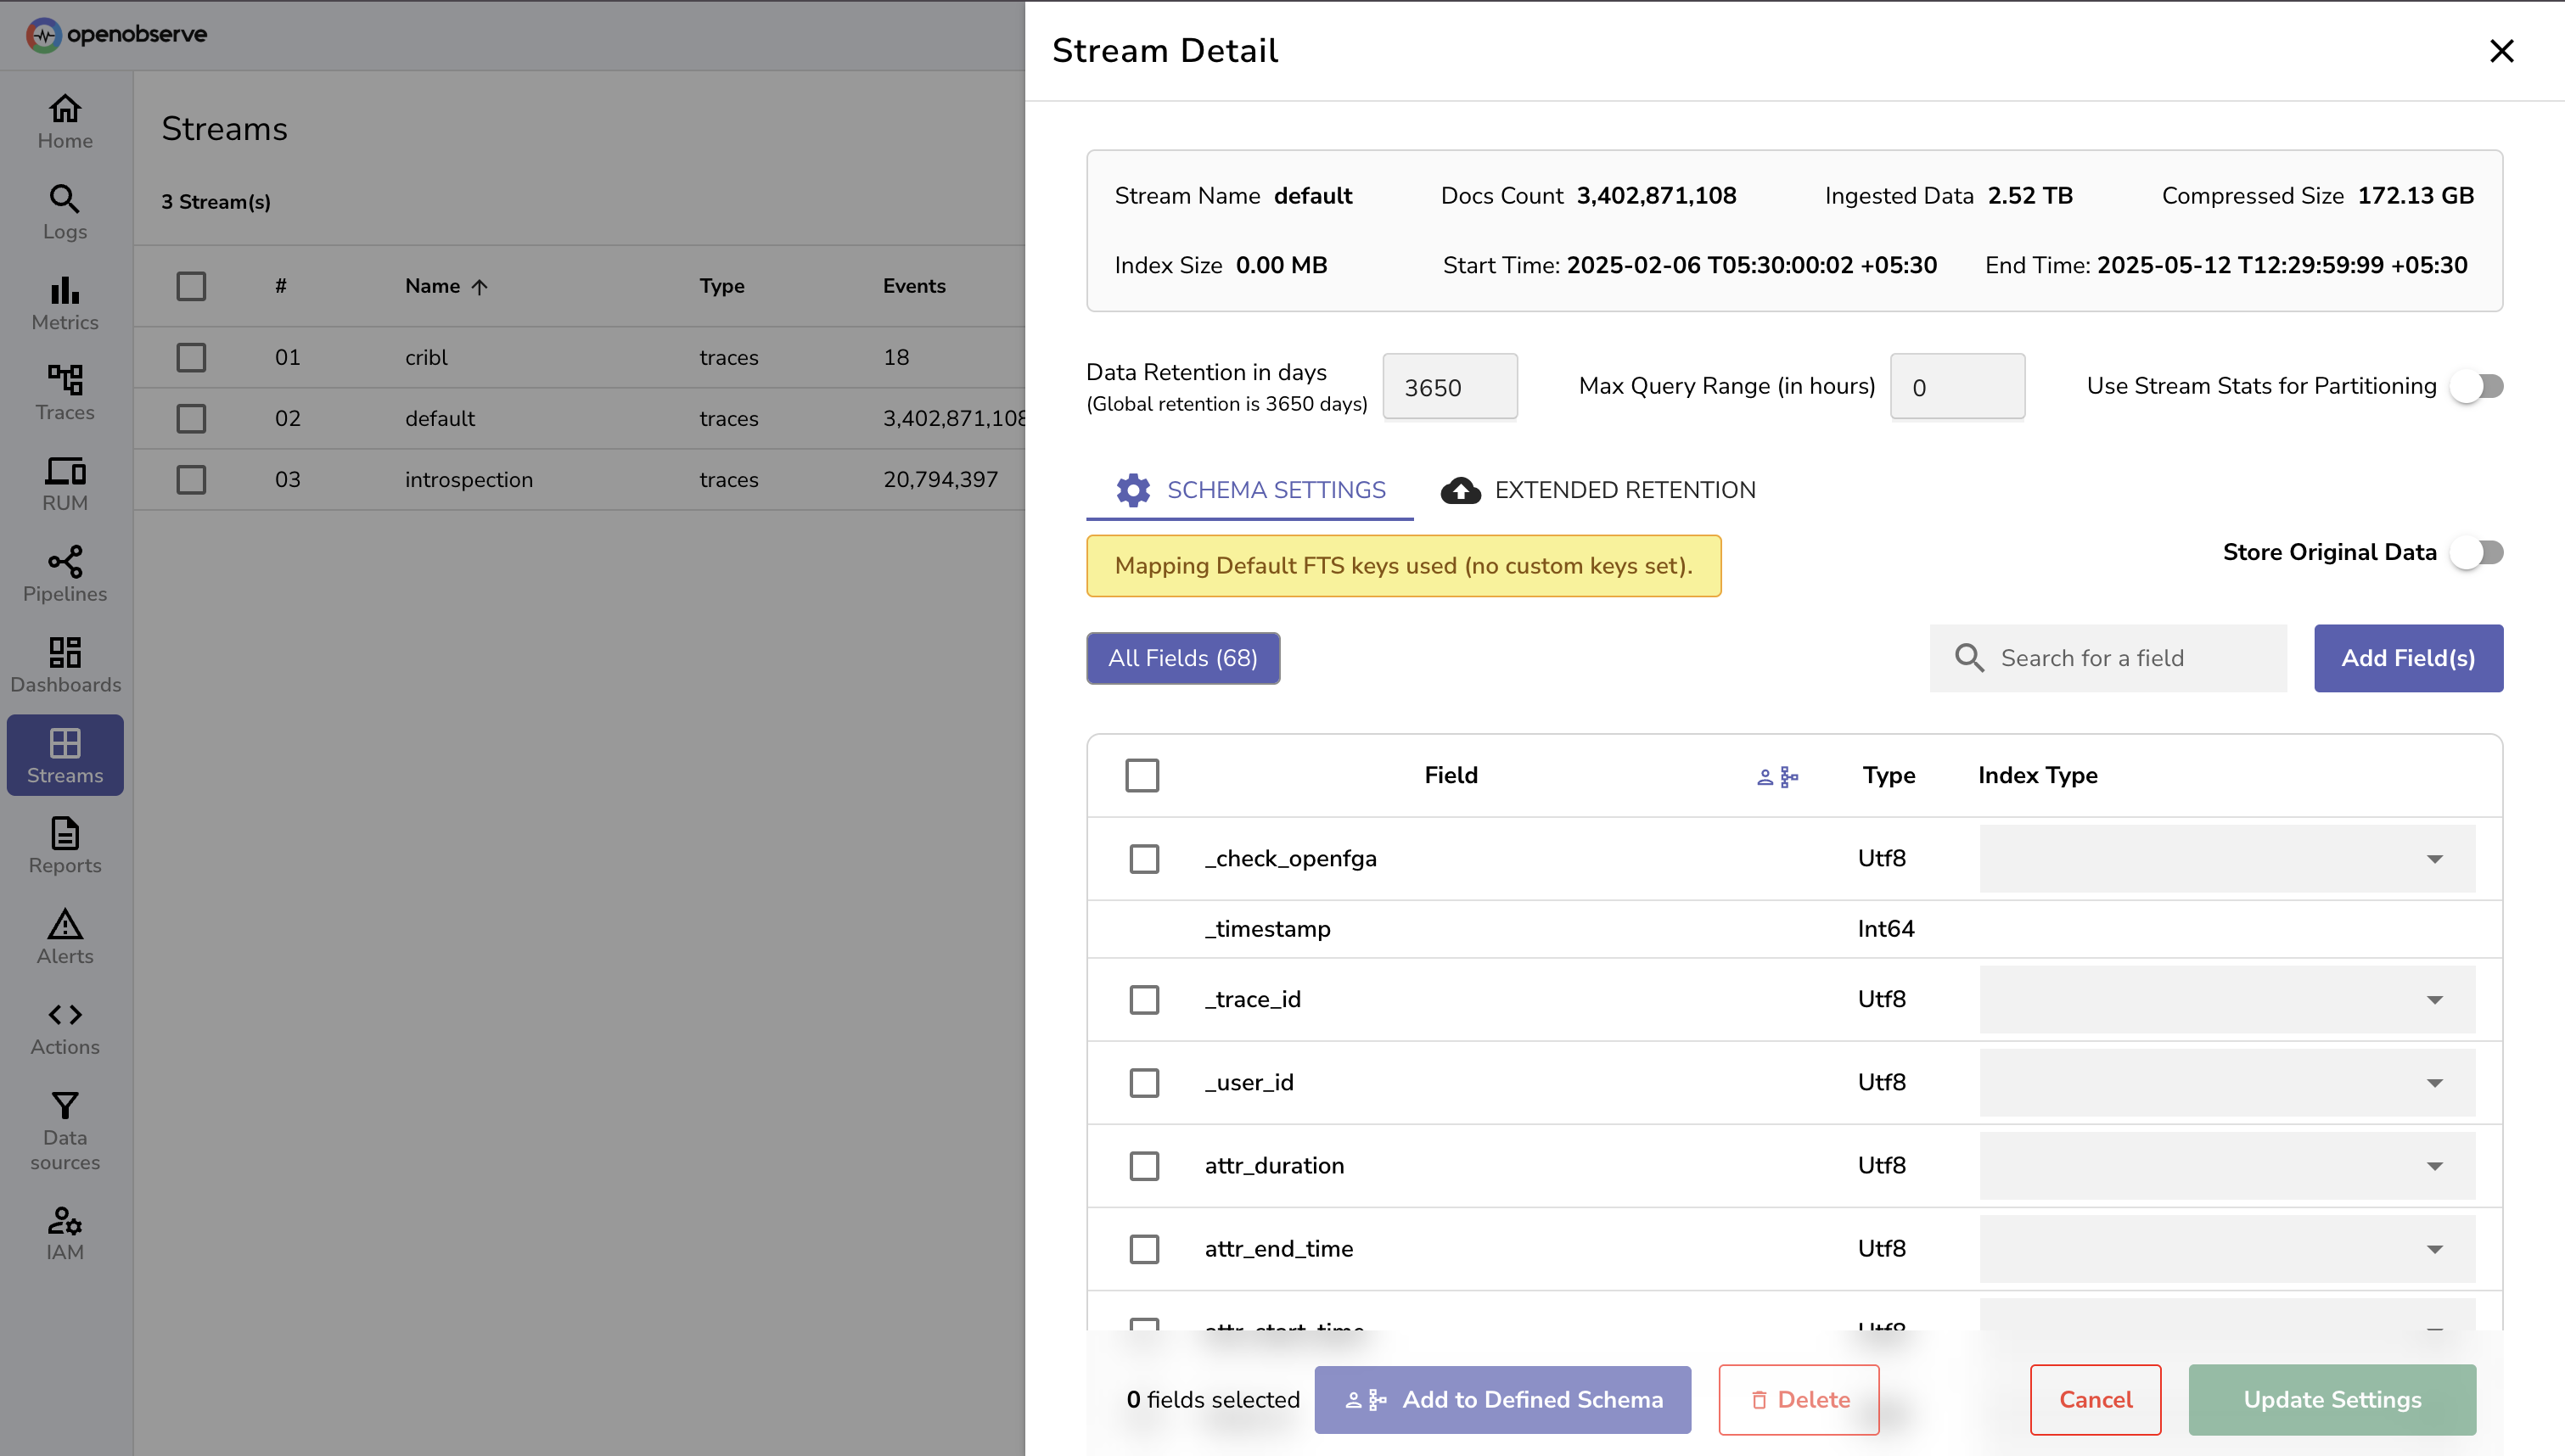 openobserve
Home
Logs
Metrics
Traces
RUM
Pipelines
Dashboards
Streams
Reports
Alerts
Actions
Data
sources
IAM
Streams
3 Stream(s)
# Name Type Events
01 cribl traces 18
02 default traces 3,402,871,108
03 introspection traces 20,794,397
Stream Detail
Stream Name default Docs Count 3,402,871,108 Ingested Data 2.52 TB Compressed Size 172.13 GB
Index Size 0.00 MB Start Time: 2025-02-06 T05:30:00:02 +05:30 End Time: 2025-05-12 T12:29:59:99 +05:30
Data Retention in days
(Global retention is 3650 days)
3650
Max Query Range (in hours) 0
Use Stream Stats for Partitioning
SCHEMA SETTINGS EXTENDED RETENTION
Mapping Default FTS keys used (no custom keys set).
Store Original Data
All Fields (68) Search for a field Add Field(s)
Field Type Index Type
_check_openfga Utf8
_timestamp Int64
_trace_id Utf8
_user_id Utf8
attr_duration Utf8
attr_end_time Utf8
attr_start_time Utf8
0 fields selected Add to Defined Schema Delete Cancel Update Settings